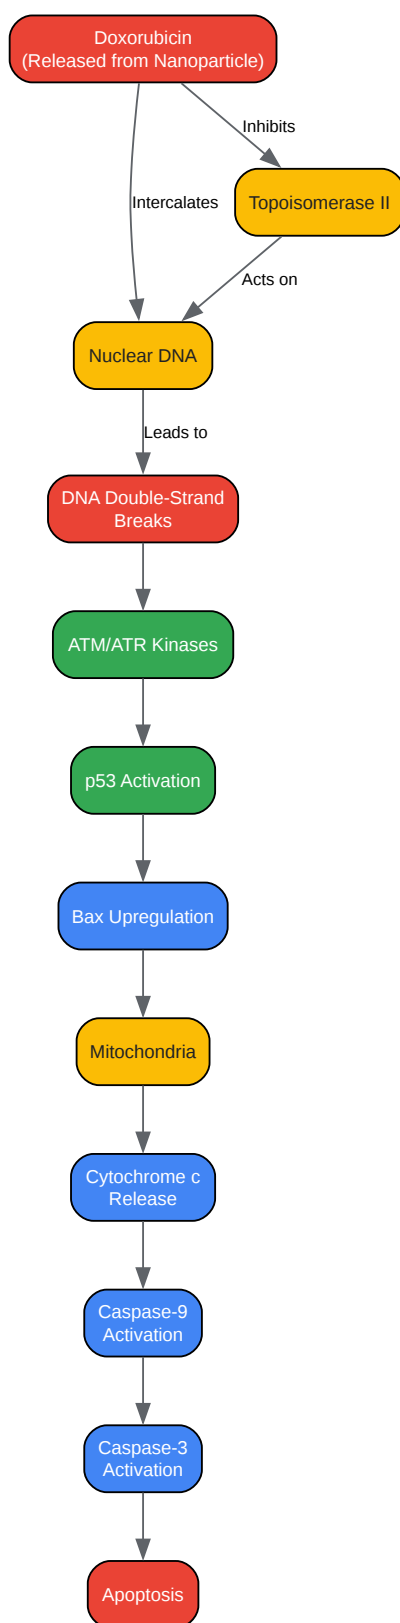 Doxorubicin
(Released from Nanoparticle)
Inhibits
Intercalates
Topoisomerase II
Acts on
Nuclear DNA
Leads to
DNA Double-Strand
Breaks
ATM/ATR Kinases
p53 Activation
Bax Upregulation
Mitochondria
Cytochrome c
Release
Caspase-9
Activation
Caspase-3
Activation
Apoptosis